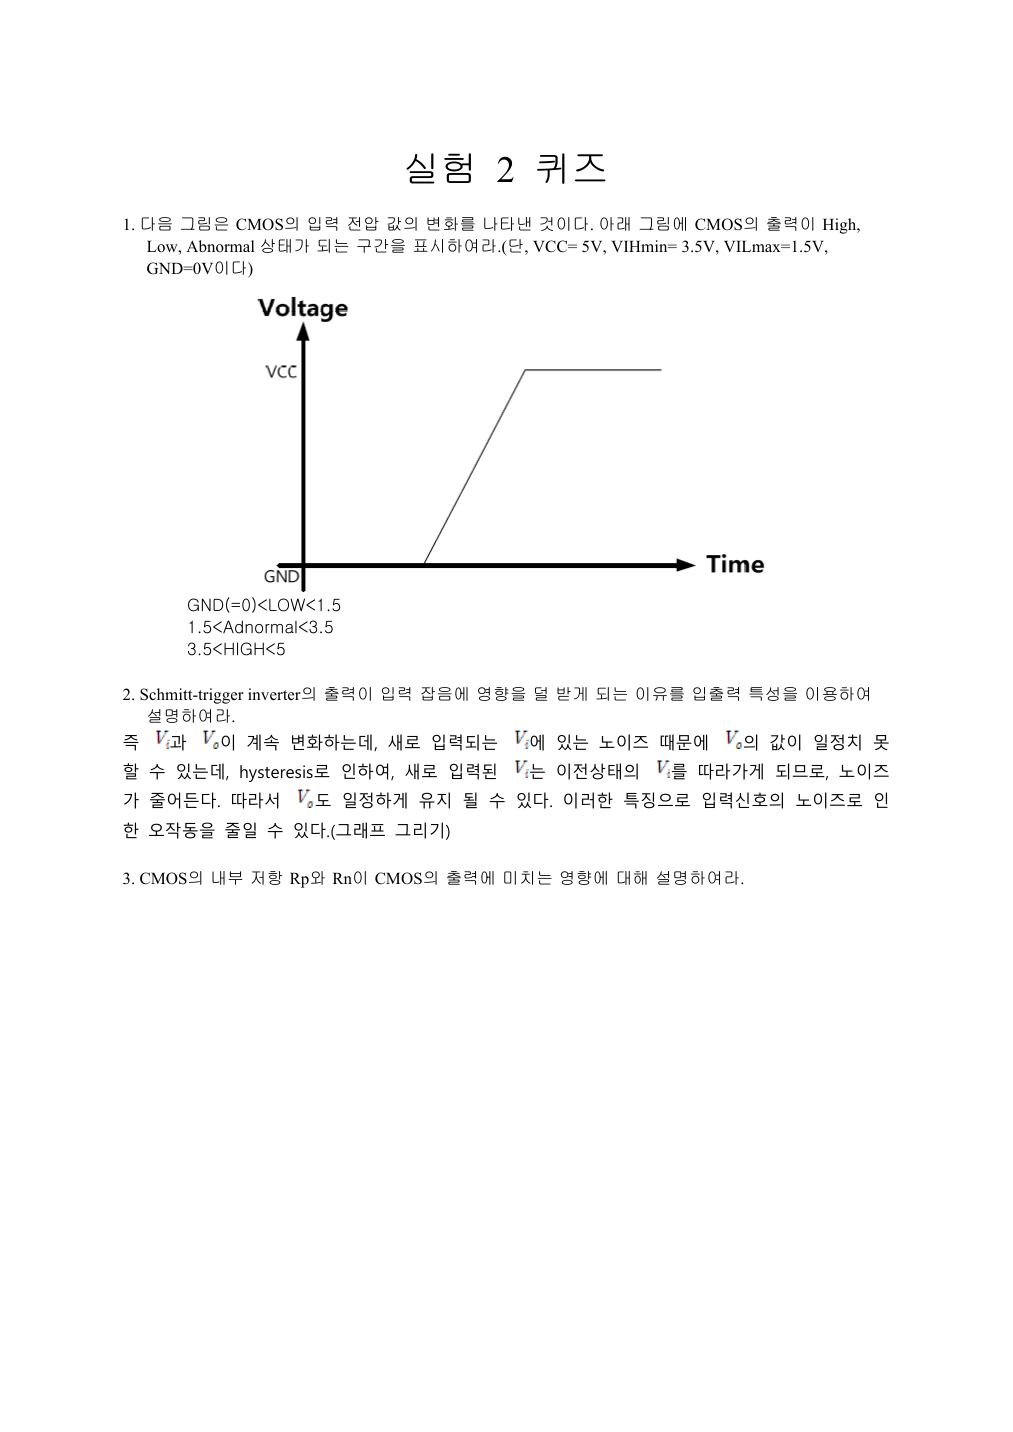 실험 2 퀴즈
1. 다음 그림은 CMOS의 입력 전압 값의 변화를 나타낸 것이다. 아래 그림에 CMOS의 출력이 High,
Low, Abnormal 상태가 되는 구간을 표시하여라.(단, VCC= 5V, VIHmin= 3.5V, VILmax=1.5V,
GND=0V이다)
Voltage
VCC
Time
GND
GND(=0)<LOW<1.5
1.5<Adnormal<3.5
3.5<HIGH<5
2. Schmitt-trigger inverter의 출력이 입력 잡음에 영향을 덜 받게 되는 이유를 입출력 특성을 이용하여
설명하여라.
즉 Vi과 Vo이 계속 변화하는데, 새로 입력되는 Vi에 있는 노이즈 때문에 Vo의 값이 일정치 못
할 수 있는데, hysteresis로 인하여, 새로 입력된 Vi는 이전상태의 Vi를 따라가게 되므로, 노이즈
가 줄어든다. 따라서 Vo도 일정하게 유지 될 수 있다. 이러한 특징으로 입력신호의 노이즈로 인
한 오작동을 줄일 수 있다.(그래프 그리기)
3. CMOS의 내부 저항 Rp와 Rn이 CMOS의 출력에 미치는 영향에 대해 설명하여라.